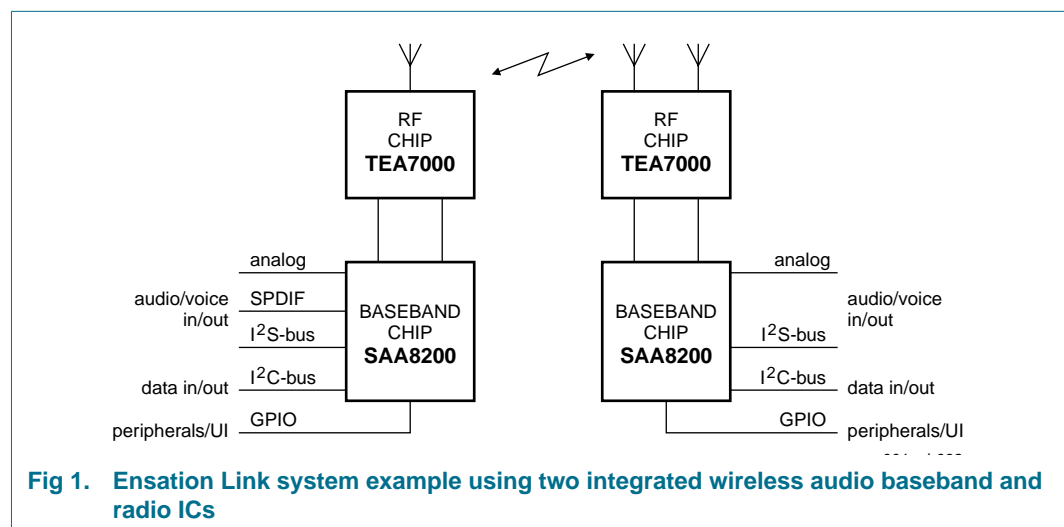 RF
CHIP
TEA7000
RF
CHIP
TEA7000
analog
SPDIF
I2S-bus
I2C-bus
GPIO
audio/voice
in/out
data in/out
peripherals/UI
BASEBAND
CHIP
SAA8200
BASEBAND
CHIP
SAA8200
analog
I2S-bus
I2C-bus
GPIO
audio/voice
in/out
data in/out
peripherals/UI
Fig 1. Ensation Link system example using two integrated wireless audio baseband and
radio ICs